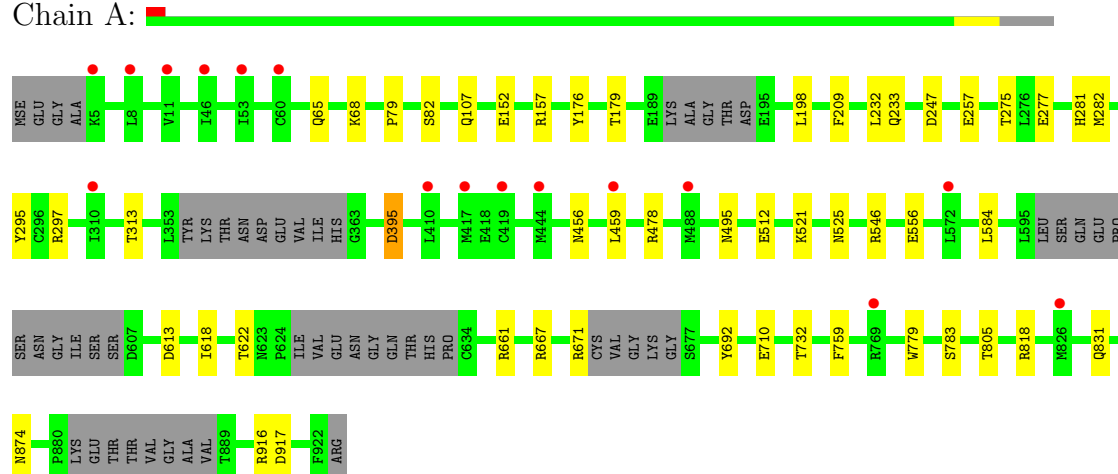 Chain A:
MSE GLU GLY ALA K5 L8 V11 I46 I53 C60 Q65 K68 P79 S82 Q107 E152 R157 Y176 T179 E189 LYS ALA GLY THR ASP E195 L198 F209 L232 Q233 D247 E257 T275 L276 E277 H281 M282
Y295 C296 R297 I310 T313 L353 TYR LYS THR ASN ASP GLU VAL ILE HIS G363 D395 L410 M417 E418 C419 M444 N456 L459 R478 M488 N495 E512 K521 N525 R546 E556 L572 L584 L595 LEU SER GLN GLU PRO
SER ASN GLY ILE SER SER D607 D613 I618 T622 N623 P624 ILE VAL GLU ASN GLY GLN THR HIS PRO C634 R661 R667 R671 CYS VAL GLY LYS GLY S677 Y692 E710 T732 F759 R769 W779 S783 T805 R818 M826 Q831
N874 P880 LYS GLU THR THR VAL GLY ALA VAL T889 R916 D917 F922 ARG